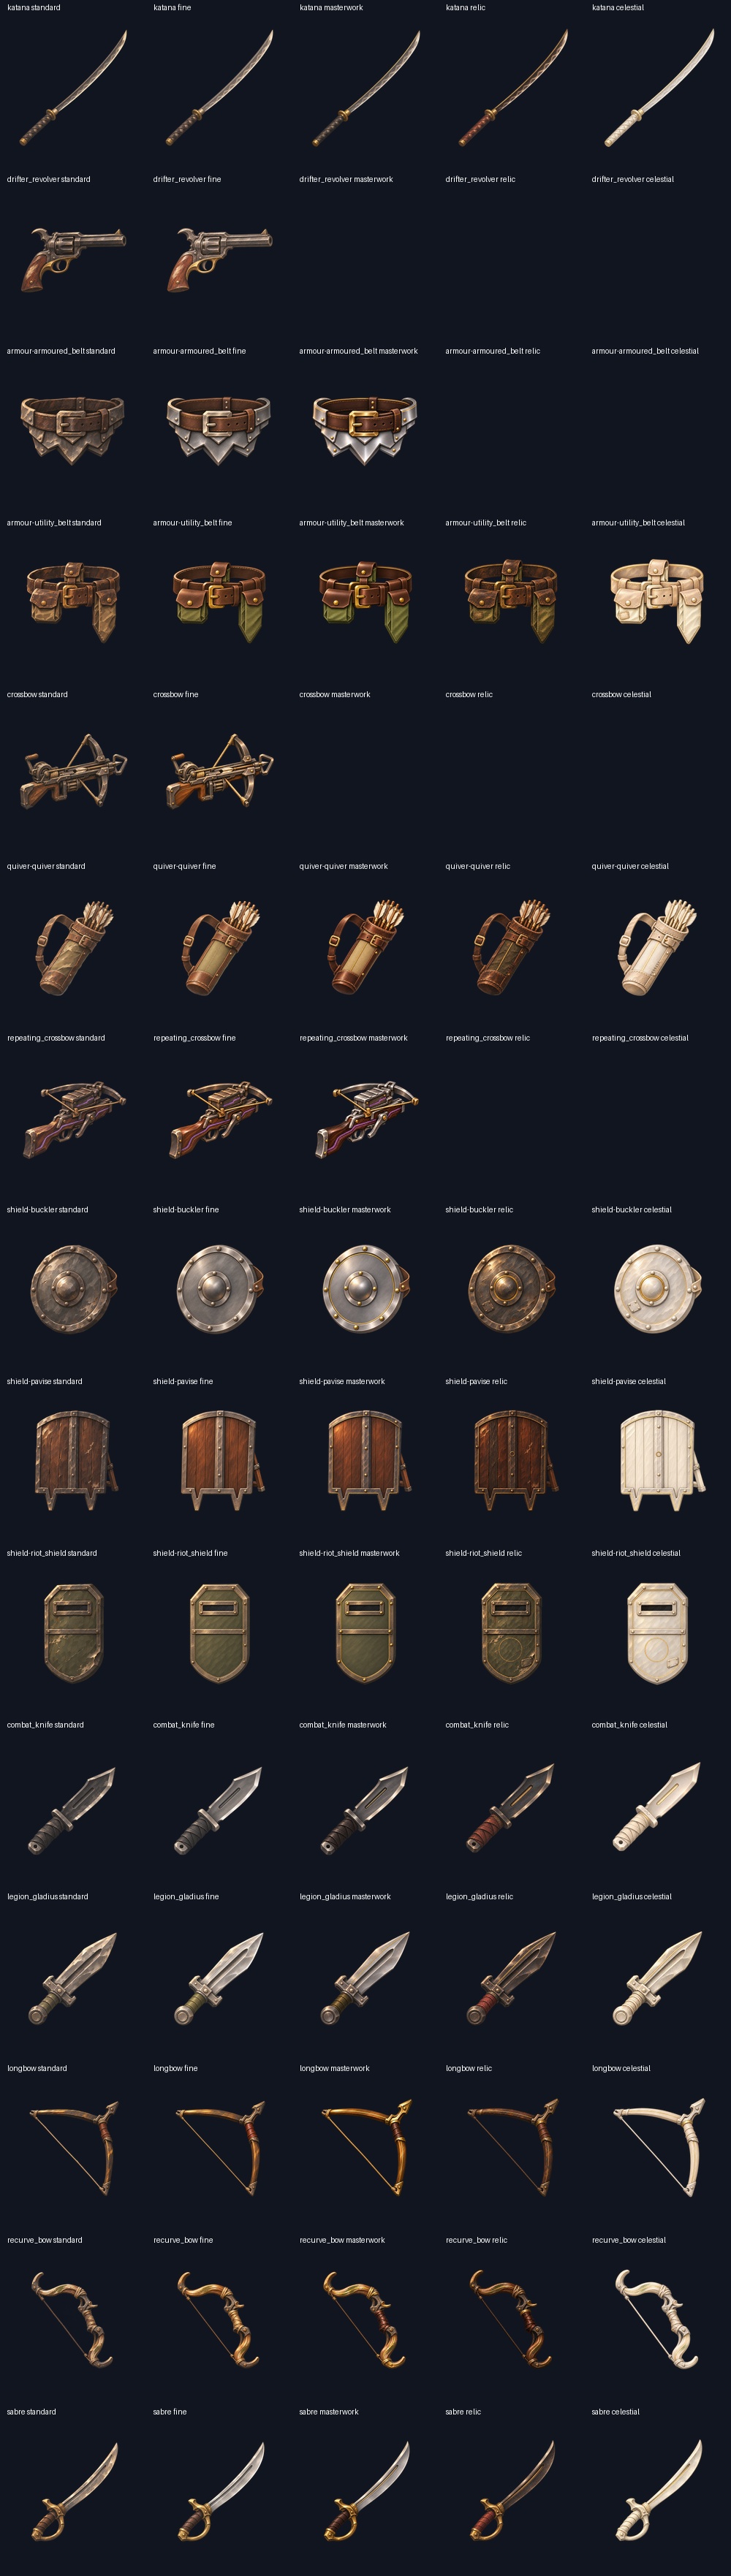 katana standard katana fine katana masterwork katana relic katana celestial
drifter_revolver standard drifter_revolver fine drifter_revolver masterwork drifter_revolver relic drifter_revolver celestial
armour-armoured_belt standard armour-armoured_belt fine armour-armoured_belt masterwork armour-armoured_belt relic armour-armoured_belt celestial
armour-utility_belt standard armour-utility_belt fine armour-utility_belt masterwork armour-utility_belt relic armour-utility_belt celestial
crossbow standard crossbow fine crossbow masterwork crossbow relic crossbow celestial
quiver-quiver standard quiver-quiver fine quiver-quiver masterwork quiver-quiver relic quiver-quiver celestial
repeating_crossbow standard repeating_crossbow fine repeating_crossbow masterwork repeating_crossbow relic repeating_crossbow celestial
shield-buckler standard shield-buckler fine shield-buckler masterwork shield-buckler relic shield-buckler celestial
shield-pavise standard shield-pavise fine shield-pavise masterwork shield-pavise relic shield-pavise celestial
shield-riot_shield standard shield-riot_shield fine shield-riot_shield masterwork shield-riot_shield relic shield-riot_shield celestial
combat_knife standard combat_knife fine combat_knife masterwork combat_knife relic combat_knife celestial
legion_gladius standard legion_gladius fine legion_gladius masterwork legion_gladius relic legion_gladius celestial
longbow standard longbow fine longbow masterwork longbow relic longbow celestial
recurve_bow standard recurve_bow fine recurve_bow masterwork recurve_bow relic recurve_bow celestial
sabre standard sabre fine sabre masterwork sabre relic sabre celestial